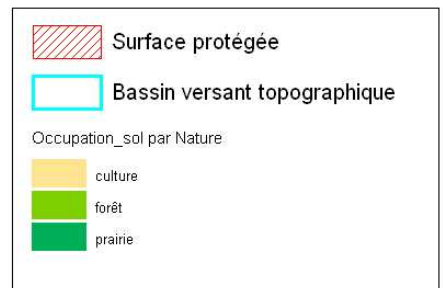 Surface protégée
Bassin versant topographique
Occupation_sol par Nature
culture
forêt
prairie